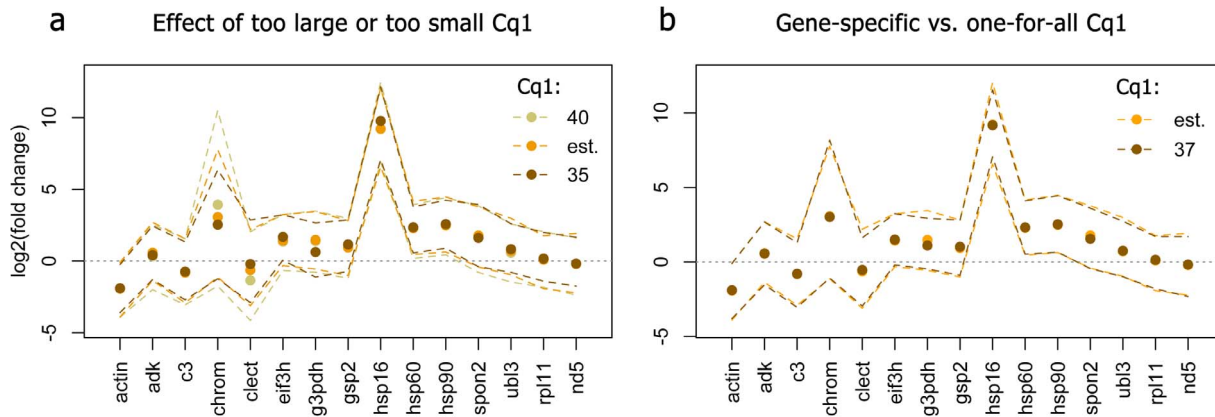 a
Effect of too large or too small Cq1
log2(fold change)
10
5
0
-5
Cq1:
40
est.
35
actin
adk
c3
chrom
clect
eif3h
g3pdh
gsp2
hsp16
hsp60
hsp90
spon2
ubl3
rpl11
nd5
b
Gene-specific vs. one-for-all Cq1
10
5
0
-5
Cq1:
est.
37
actin
adk
c3
chrom
clect
eif3h
g3pdh
gsp2
hsp16
hsp60
hsp90
spon2
ubl3
rpl11
nd5